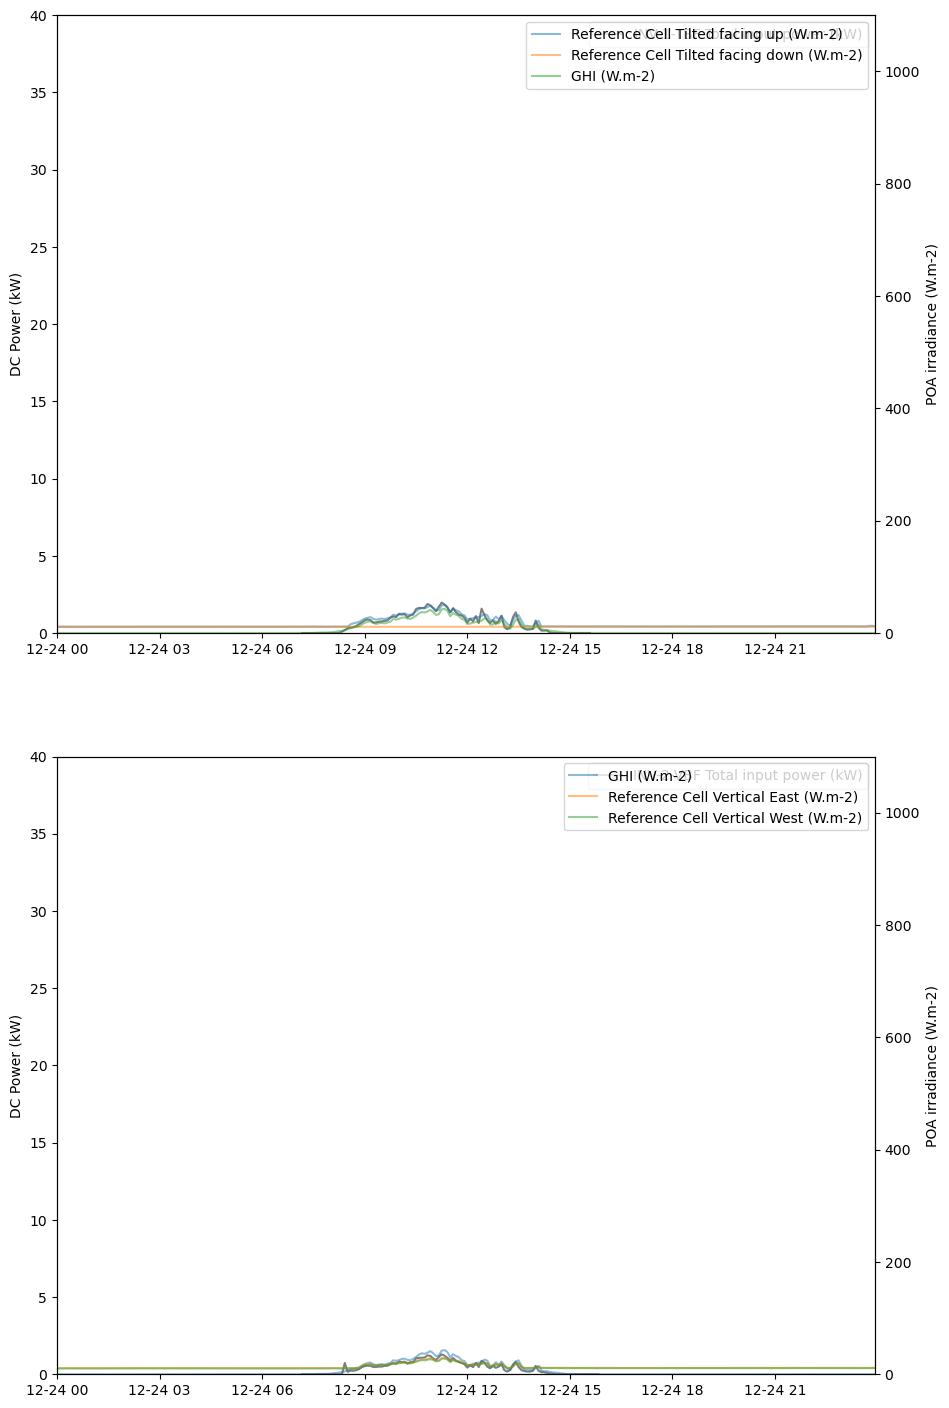 40
35
30
25
20
15
10
5
0
DC Power (kW)
Reference Cell Tilted facing up (W.m-2)
Reference Cell Tilted facing down (W.m-2)
GHI (W.m-2)
1000
800
600
400
200
0
POA irradiance (W.m-2)
12-24 00 12-24 03 12-24 06 12-24 09 12-24 12 12-24 15 12-24 18 12-24 21
40
35
30
25
20
15
10
5
0
DC Power (kW)
GHI (W.m-2) Total input power (kW)
Reference Cell Vertical East (W.m-2)
Reference Cell Vertical West (W.m-2)
1000
800
600
400
200
0
POA irradiance (W.m-2)
12-24 00 12-24 03 12-24 06 12-24 09 12-24 12 12-24 15 12-24 18 12-24 21